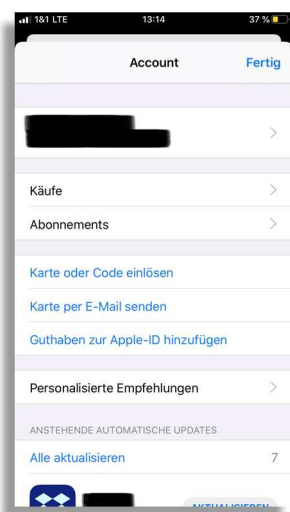 1&1 LTE 13:14 37 %
Account Fertig
Käufe
Abonnements
Karte oder Code einlösen
Karte per E-Mail senden
Guthaben zur Apple-ID hinzufügen
Personalisierte Empfehlungen
ANSTEHENDE AUTOMATISCHE UPDATES
Alle aktualisieren 7
AKTUALISIEREN